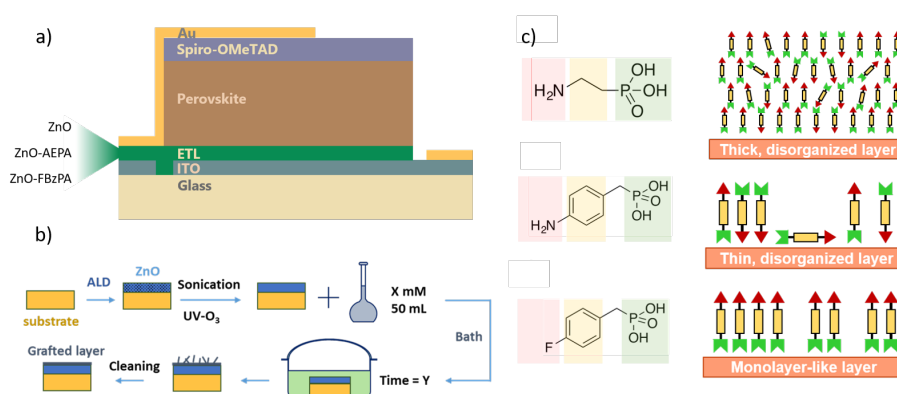 a)
Au
Spiro-OMeTAD
Perovskite
ZnO
ZnO-AEPA
ZnO-FBzPA
ETL
ITO
Glass
b)
ALD
ZnO
Sonication
UV-O₃
substrate
+
X mM
50 mL
Bath
Grafted layer
Cleaning
Time = Y
c)
H₂N
OH
P
OH
O
OH
P
O
OH
H₂N
OH
P
O
OH
F
Thick, disorganized layer
Thin, disorganized layer
Monolayer-like layer